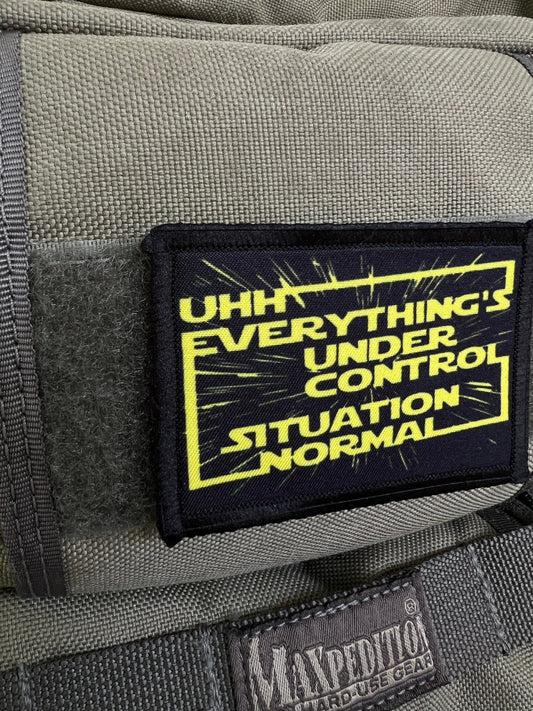 UHH
EVERYTHING'S
UNDER
CONTROL
SITUATION
NORMAL
MAXPEDITION®
HARD-USE GEAR